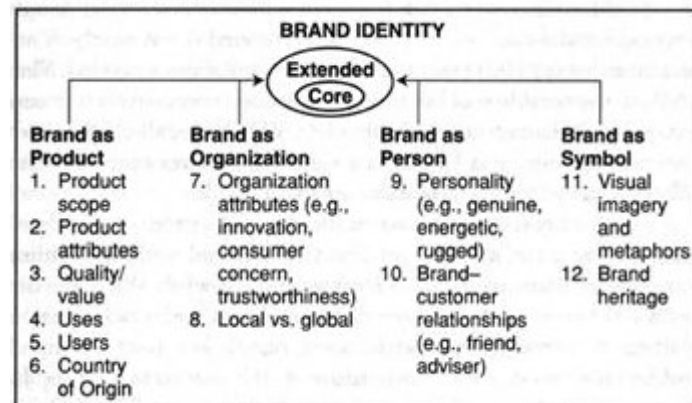 BRAND IDENTITY
Extended
Core
Brand as
Product
1. Product
scope
2. Product
attributes
3. Quality/
value
4. Uses
5. Users
6. Country
of Origin
Brand as
Organization
7. Organization
attributes (e.g.,
innovation,
consumer
concern,
trustworthiness)
8. Local vs. global
Brand as
Person
9. Personality
(e.g., genuine,
energetic,
rugged)
10. Brand–
customer
relationships
(e.g., friend,
adviser)
Brand as
Symbol
11. Visual
imagery
and
metaphors
12. Brand
heritage